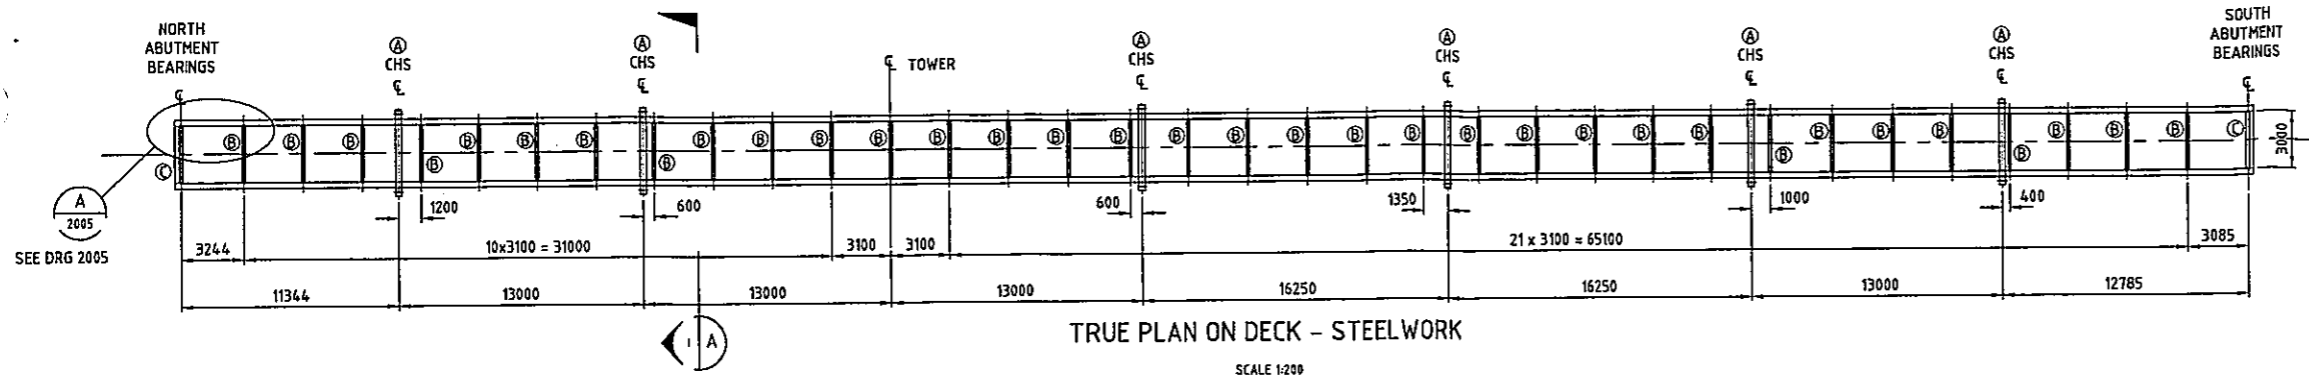 NORTH
ABUTMENT
BEARINGS
℄
Ⓐ
CHS
℄
Ⓐ
CHS
℄
℄ TOWER
Ⓐ
CHS
℄
Ⓐ
CHS
℄
Ⓐ
CHS
℄
Ⓐ
CHS
℄
SOUTH
ABUTMENT
BEARINGS
℄
Ⓑ Ⓑ Ⓑ Ⓑ Ⓑ Ⓑ Ⓑ Ⓑ Ⓑ Ⓑ Ⓑ Ⓑ Ⓑ Ⓑ Ⓑ Ⓑ Ⓑ Ⓑ Ⓑ Ⓑ Ⓑ Ⓑ Ⓑ Ⓑ Ⓑ Ⓑ Ⓑ Ⓑ Ⓑ Ⓒ
Ⓒ Ⓑ Ⓑ Ⓑ Ⓑ
3000
A
2005
SEE DRG 2005
1200
600
600
1350
1000
400
3244
10x3100 = 31000
3100
3100
21 x 3100 = 65100
3085
11344
13000
13000
13000
16250
16250
13000
12785
A
TRUE PLAN ON DECK – STEELWORK
SCALE 1:200